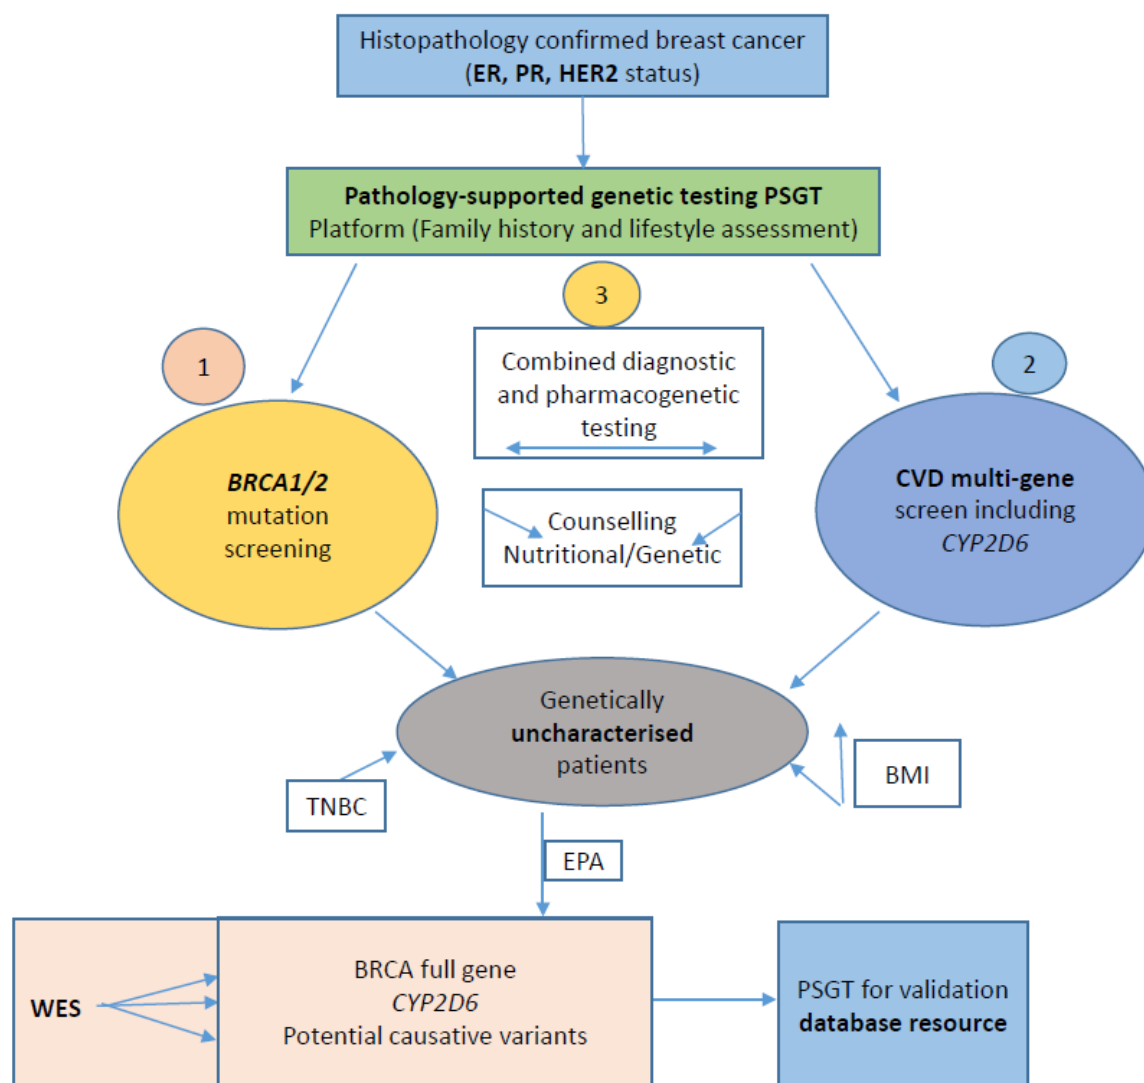 Histopathology confirmed breast cancer
(ER, PR, HER2 status)
Pathology-supported genetic testing PSGT
Platform (Family history and lifestyle assessment)
1
3
2
Combined diagnostic
and pharmacogenetic
testing
BRCA1/2
mutation
screening
CVD multi-gene
screen including
CYP2D6
Counselling
Nutritional/Genetic
Genetically
uncharacterised
patients
TNBC
BMI
EPA
WES
BRCA full gene
CYP2D6
Potential causative variants
PSGT for validation
database resource